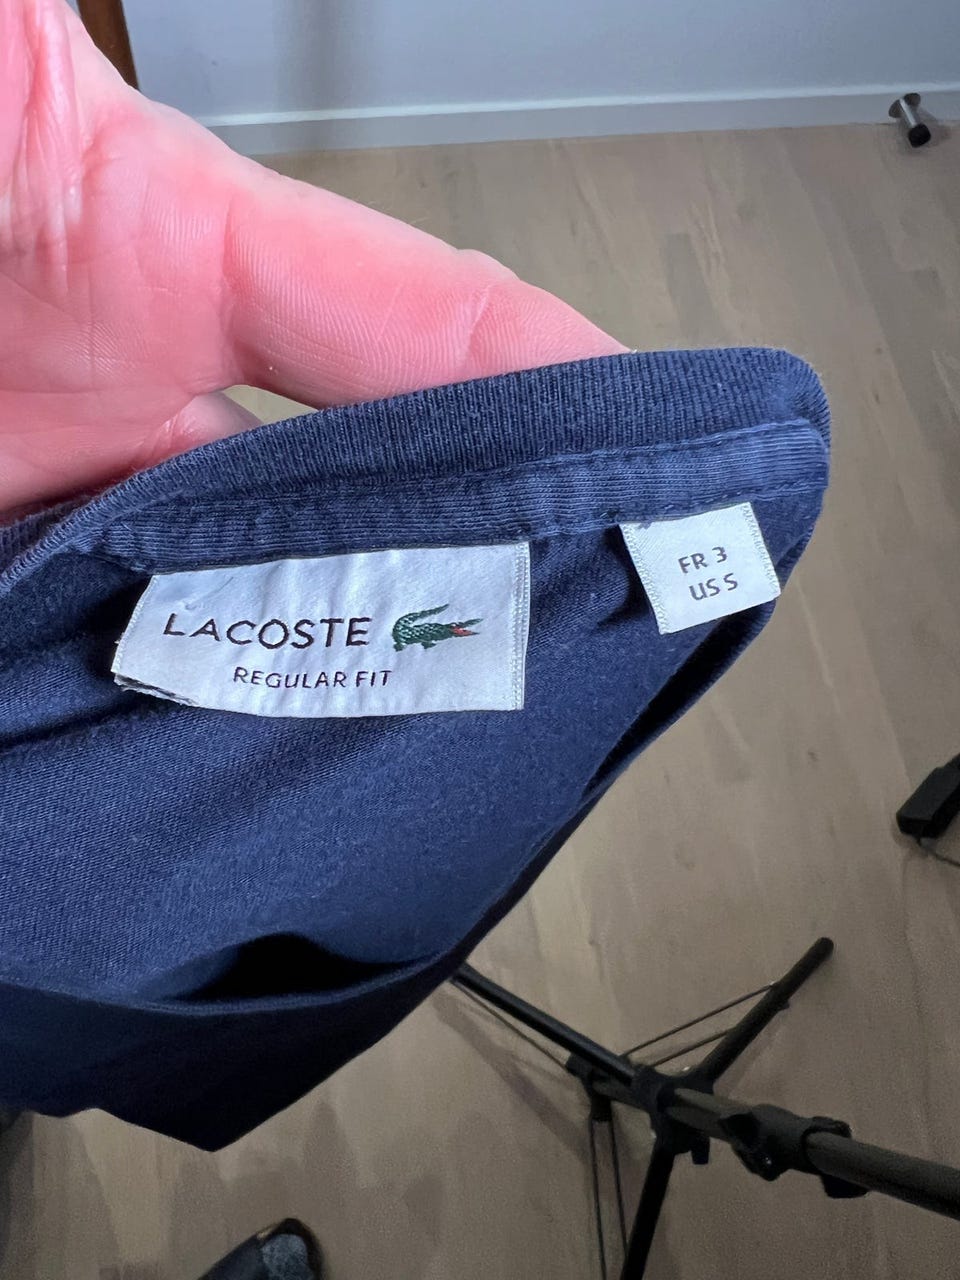 LACOSTE
REGULAR FIT
FR 3
US S